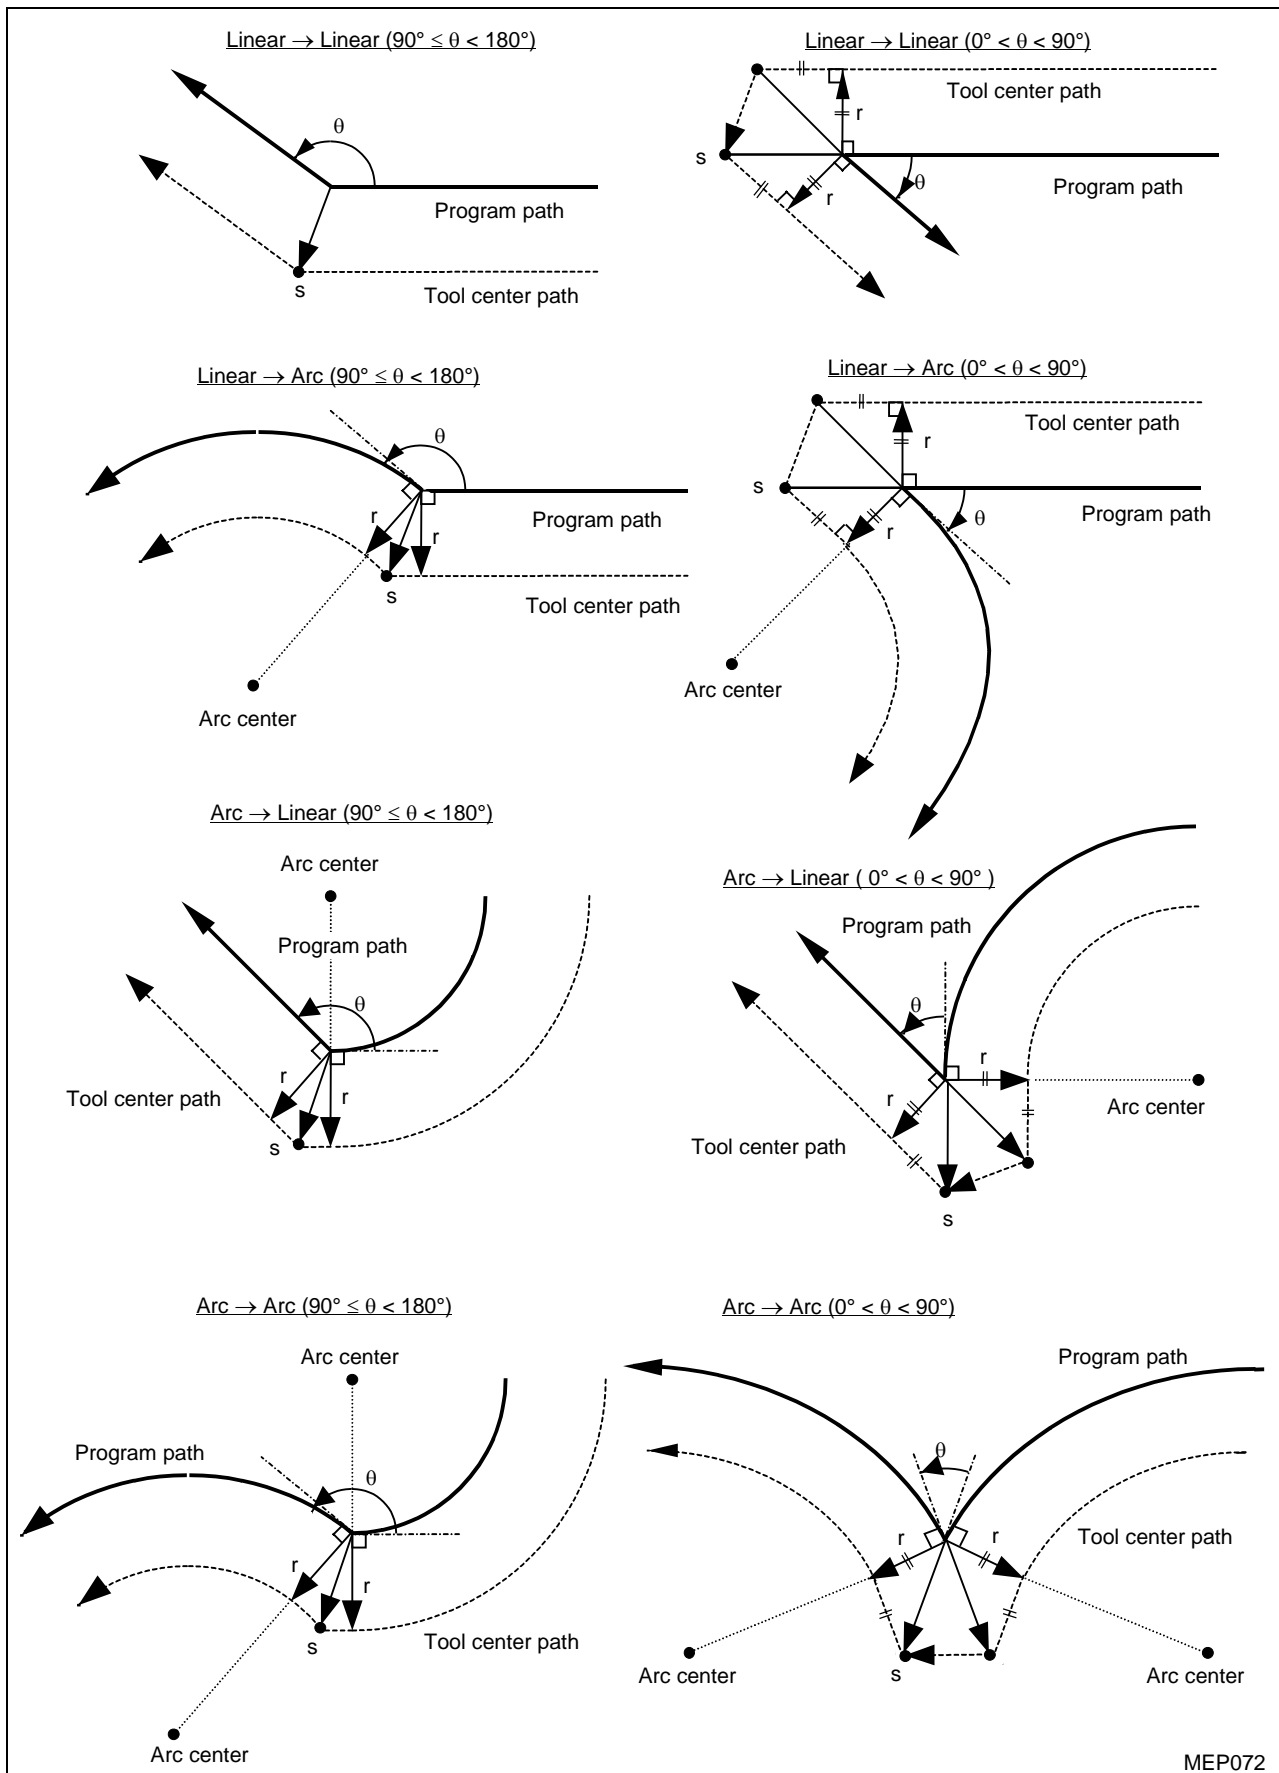 Linear → Linear (90° ≤ θ < 180°)
θ
Program path
s
Tool center path
Linear → Linear (0° < θ < 90°)
Tool center path
r
s
θ
r
Program path
Linear → Arc (90° ≤ θ < 180°)
θ
r
r
Program path
s
Tool center path
Arc center
Linear → Arc (0° < θ < 90°)
Tool center path
r
s
Program path
θ
r
Arc center
Arc → Linear (90° ≤ θ < 180°)
Arc center
Program path
θ
r
r
Tool center path
s
Arc → Linear ( 0° < θ < 90° )
Program path
θ
r
r
Arc center
Tool center path
s
Arc → Arc (90° ≤ θ < 180°)
Arc center
Program path
θ
r
r
s
Tool center path
Arc center
Arc → Arc (0° < θ < 90°)
Program path
θ
r
r
Tool center path
s
Arc center
Arc center
MEP072